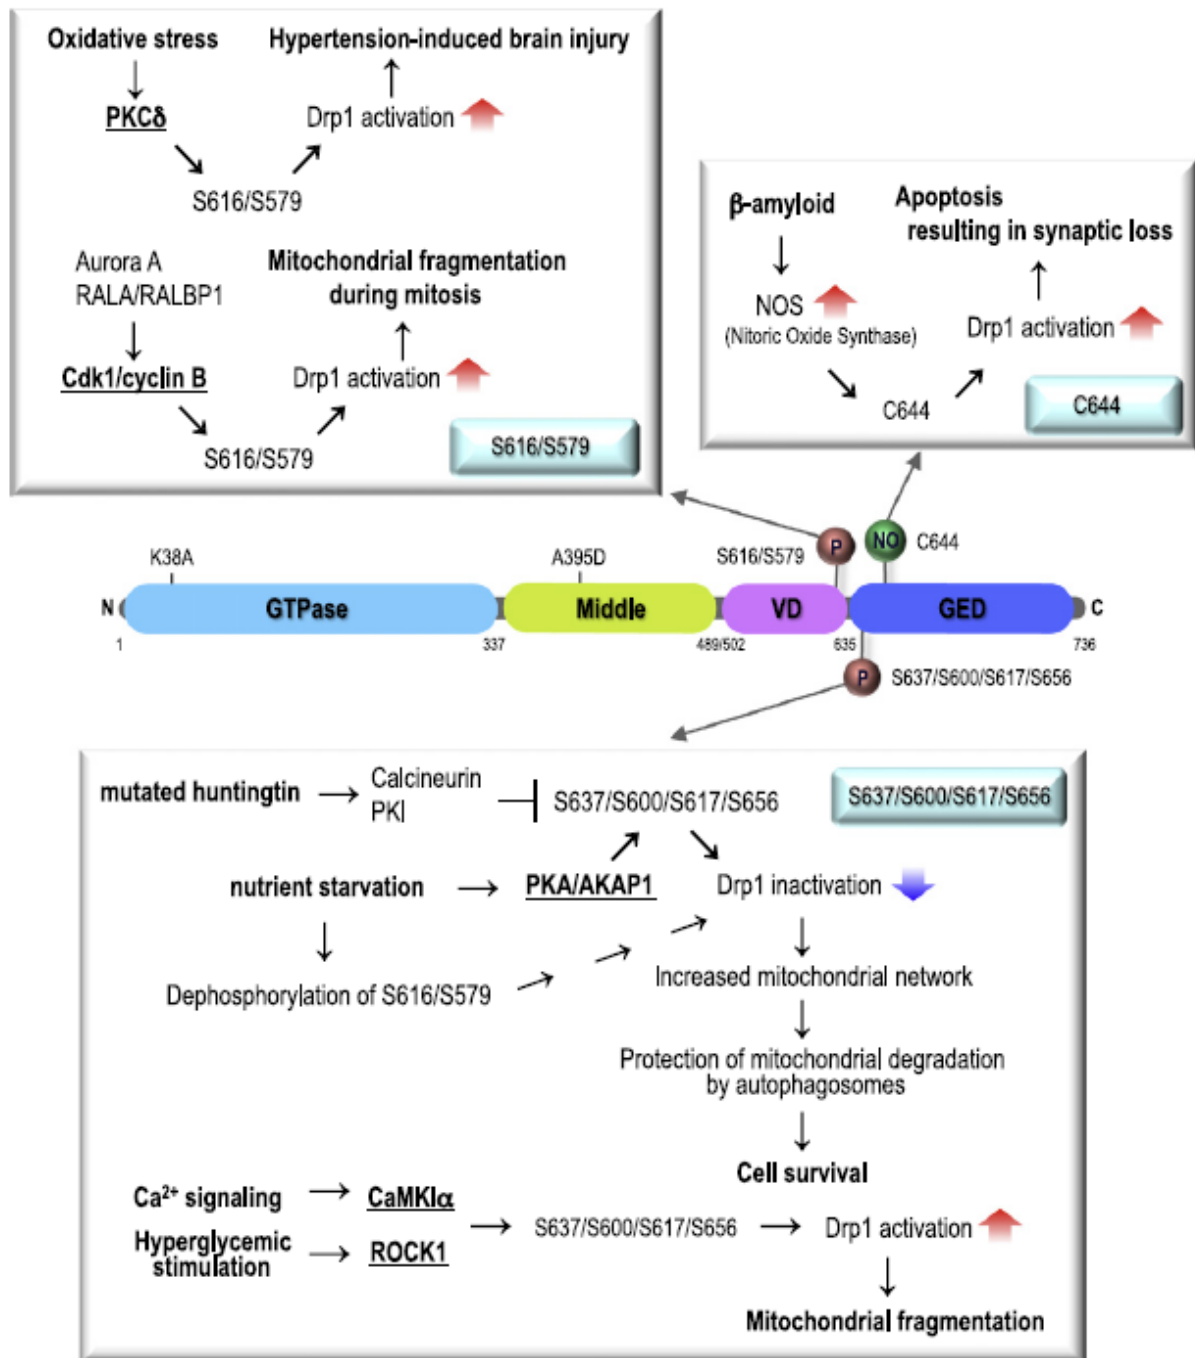 Oxidative stress
Hypertension-induced brain injury
PKCδ
Drp1 activation
S616/S579
Aurora A
RALA/RALBP1
Mitochondrial fragmentation
during mitosis
Cdk1/cyclin B
Drp1 activation
S616/S579
S616/S579
β-amyloid
Apoptosis
resulting in synaptic loss
NOS
(Nitoric Oxide Synthase)
Drp1 activation
C644
C644
K38A
A395D
S616/S579
P
NO
C644
N
GTPase
Middle
VD
GED
C
1
337
489/502
635
736
P
S637/S600/S617/S656
mutated huntingtin
Calcineurin
PKI
S637/S600/S617/S656
S637/S600/S617/S656
nutrient starvation
PKA/AKAP1
Drp1 inactivation
Dephosphorylation of S616/S579
Increased mitochondrial network
Protection of mitochondrial degradation
by autophagosomes
Cell survival
Ca²⁺ signaling
CaMKIα
Hyperglycemic
stimulation
ROCK1
S637/S600/S617/S656
Drp1 activation
Mitochondrial fragmentation